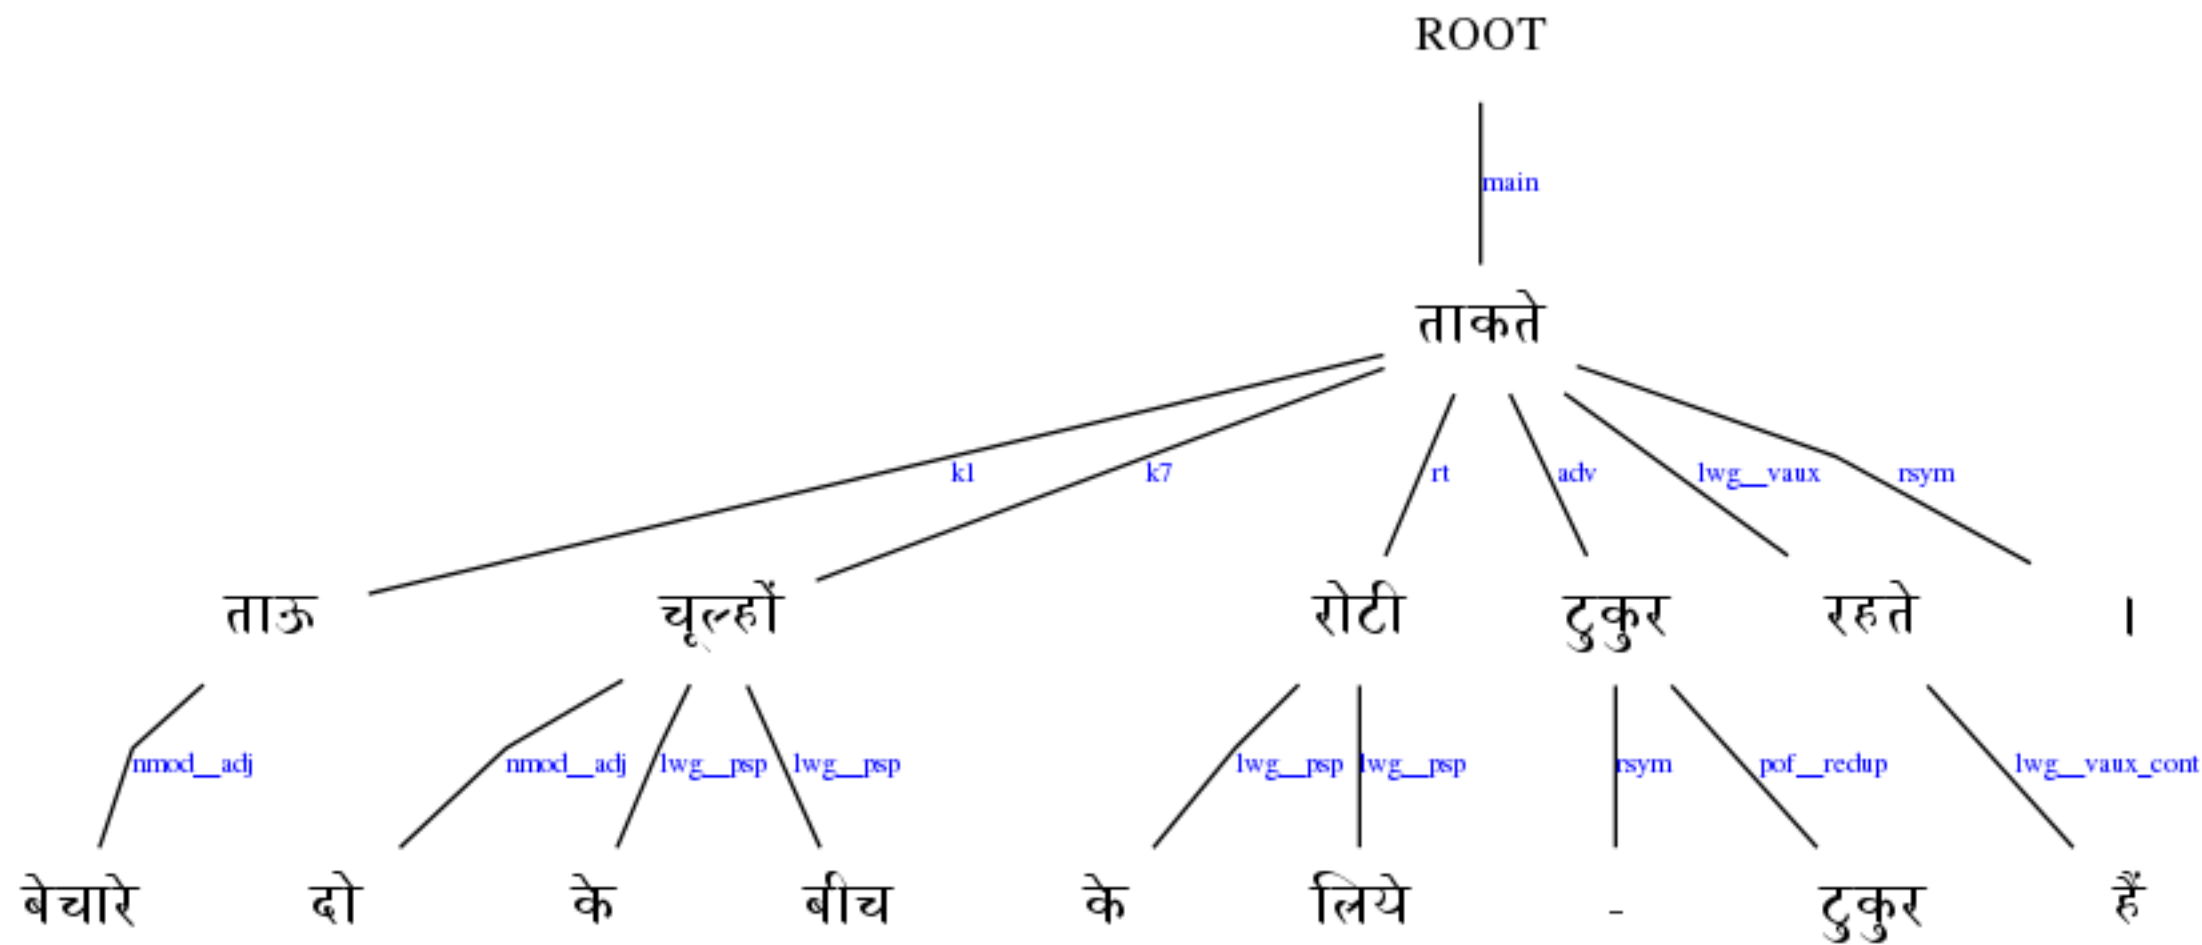 ROOT
main
ताकते
k1 k7 rt adv lwg__vaux rsym
ताऊ चूल्हों रोटी टुकुर रहते ।
nmod__adj nmod__adj lwg__psp lwg__psp lwg__psp lwg__psp rsym pof__redup lwg__vaux_cont
बेचारे दो के बीच के लिये - टुकुर हैं